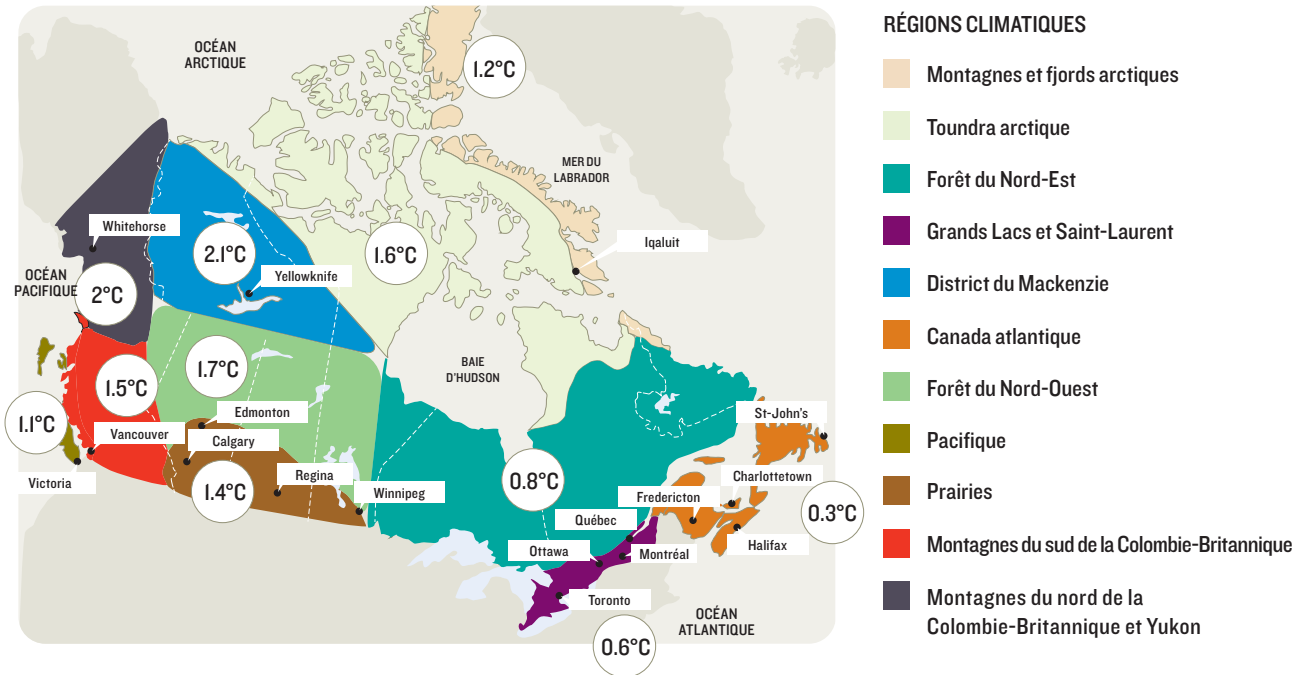 OCÉAN
ARCTIQUE
1.2°C
MER DU
LABRADOR
Whitehorse
2.1°C
1.6°C
Iqaluit
OCÉAN
PACIFIQUE
2°C
Yellowknife
1.7°C
BAIE
D'HUDSON
1.5°C
1.1°C
Edmonton
Vancouver
Calgary
St-John's
Victoria
1.4°C
Regina
Winnipeg
0.8°C
Charlottetown
Fredericton
0.3°C
Québec
Ottawa
Montréal
Halifax
Toronto
OCÉAN
ATLANTIQUE
0.6°C
RÉGIONS CLIMATIQUES
Montagnes et fjords arctiques
Toundra arctique
Forêt du Nord-Est
Grands Lacs et Saint-Laurent
District du Mackenzie
Canada atlantique
Forêt du Nord-Ouest
Pacifique
Prairies
Montagnes du sud de la Colombie-Britannique
Montagnes du nord de la
Colombie-Britannique et Yukon